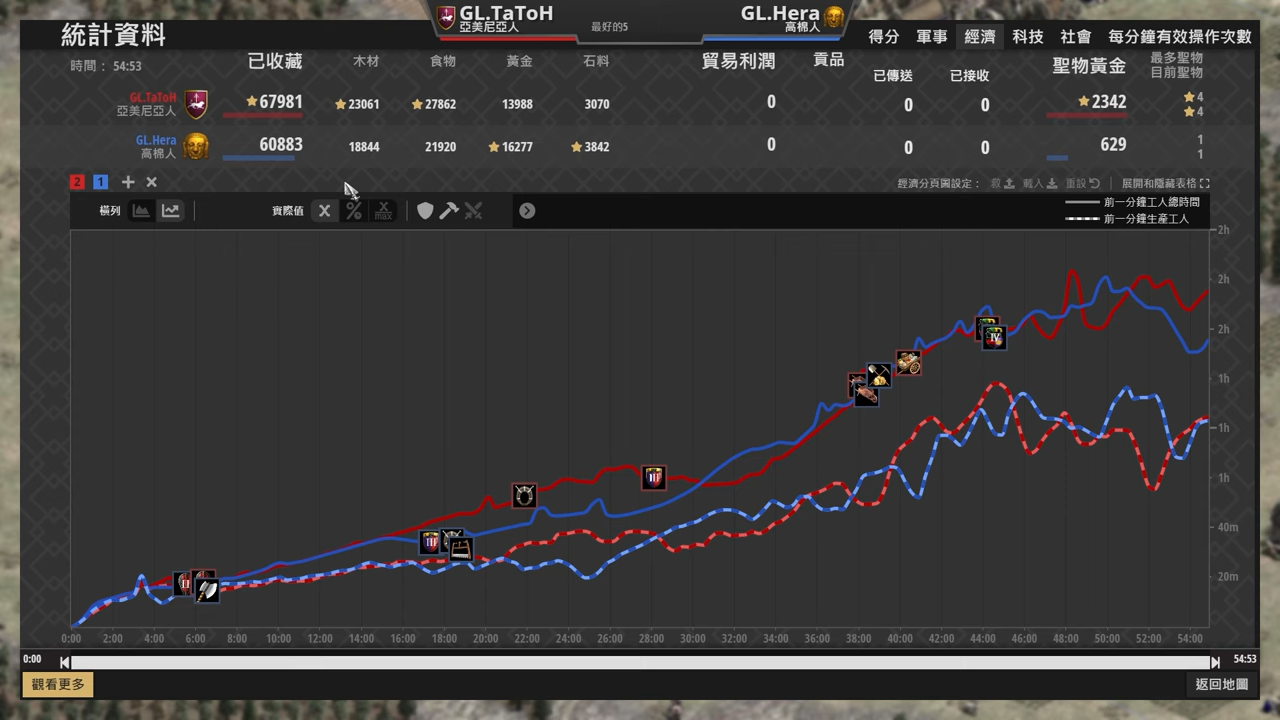 GL.TaToH
亞美尼亞人
最好的5
GL.Hera
高棉人
統計資料
得分 軍事 經濟 科技 社會 每分鐘有效操作次數
時間： 54:53
已收藏 木材 食物 黃金 石料 貿易利潤 貢品 已傳送 已接收 聖物黃金 最多聖物
目前聖物
GL.TaToH
亞美尼亞人
67981 23061 27862 13988 3070 0 0 0 2342 4
4
GL.Hera
高棉人
60883 18844 21920 16277 3842 0 0 0 629 1
1
2 1
經濟分頁圖設定： 載入 重設 展開和隱藏表格
橫列 實際值 X % X max
前一分鐘工人總時間
前一分鐘生產工人
2h
2h
2h
1h
1h
1h
40m
20m
II
III
III
IV
0:00 2:00 4:00 6:00 8:00 10:00 12:00 14:00 16:00 18:00 20:00 22:00 24:00 26:00 28:00 30:00 32:00 34:00 36:00 38:00 40:00 42:00 44:00 46:00 48:00 50:00 52:00 54:00
0:00 54:53
觀看更多 返回地圖